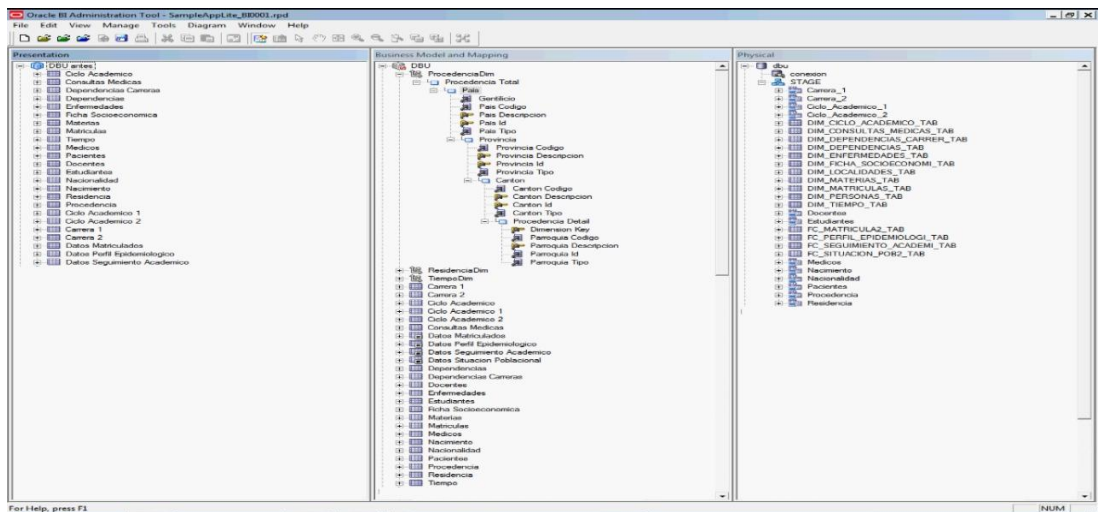 Oracle BI Administration Tool - SampleAppLite_BI0001.rpd
File Edit View Manage Tools Diagram Window Help
Presentation
DBU antes
Ciclo Academico
Consultas Medicas
Dependencias Carreras
Dependencias
Enfermedades
Ficha Socioeconomica
Materias
Matriculas
Tiempo
Medicos
Pacientes
Docentes
Estudiantes
Nacionalidad
Nacimiento
Residencia
Procedencia
Ciclo Academico 1
Ciclo Academico 2
Carrera 1
Carrera 2
Datos Matriculados
Datos Perfil Epidemiologico
Datos Seguimiento Academico
Business Model and Mapping
DBU
ProcedenciaDim
Procedencia Total
Pais
Gentilicio
Pais Codigo
Pais Descripcion
Pais Id
Pais Tipo
Provincia
Provincia Codigo
Provincia Descripcion
Provincia Id
Provincia Tipo
Canton
Canton Codigo
Canton Descripcion
Canton Id
Canton Tipo
Procedencia Detail
Dimension Key
Parroquia Codigo
Parroquia Descripcion
Parroquia Id
Parroquia Tipo
ResidenciaDim
TiempoDim
Carrera 1
Carrera 2
Ciclo Academico
Ciclo Academico 1
Ciclo Academico 2
Consultas Medicas
Datos Matriculados
Datos Perfil Epidemiologico
Datos Seguimiento Academico
Datos Situacion Poblacional
Dependencias
Dependencias Carreras
Docentes
Enfermedades
Estudiantes
Ficha Socioeconomica
Materias
Matriculas
Medicos
Nacimiento
Nacionalidad
Pacientes
Procedencia
Residencia
Tiempo
Physical
dbu
conexion
STAGE
Carrera_1
Carrera_2
Ciclo_Academico_1
Ciclo_Academico_2
DIM_CICLO_ACADEMICO_TAB
DIM_CONSULTAS_MEDICAS_TAB
DIM_DEPENDENCIAS_CARRER_TAB
DIM_DEPENDENCIAS_TAB
DIM_ENFERMEDADES_TAB
DIM_FICHA_SOCIOECONOMI_TAB
DIM_LOCALIDADES_TAB
DIM_MATERIAS_TAB
DIM_MATRICULAS_TAB
DIM_PERSONAS_TAB
DIM_TIEMPO_TAB
Docentes
Estudiantes
FC_MATRICULA2_TAB
FC_PERFIL_EPIDEMIOLOGI_TAB
FC_SEGUIMIENTO_ACADEMI_TAB
FC_SITUACION_POB2_TAB
Medicos
Nacimiento
Nacionalidad
Pacientes
Procedencia
Residencia
For Help, press F1
NUM